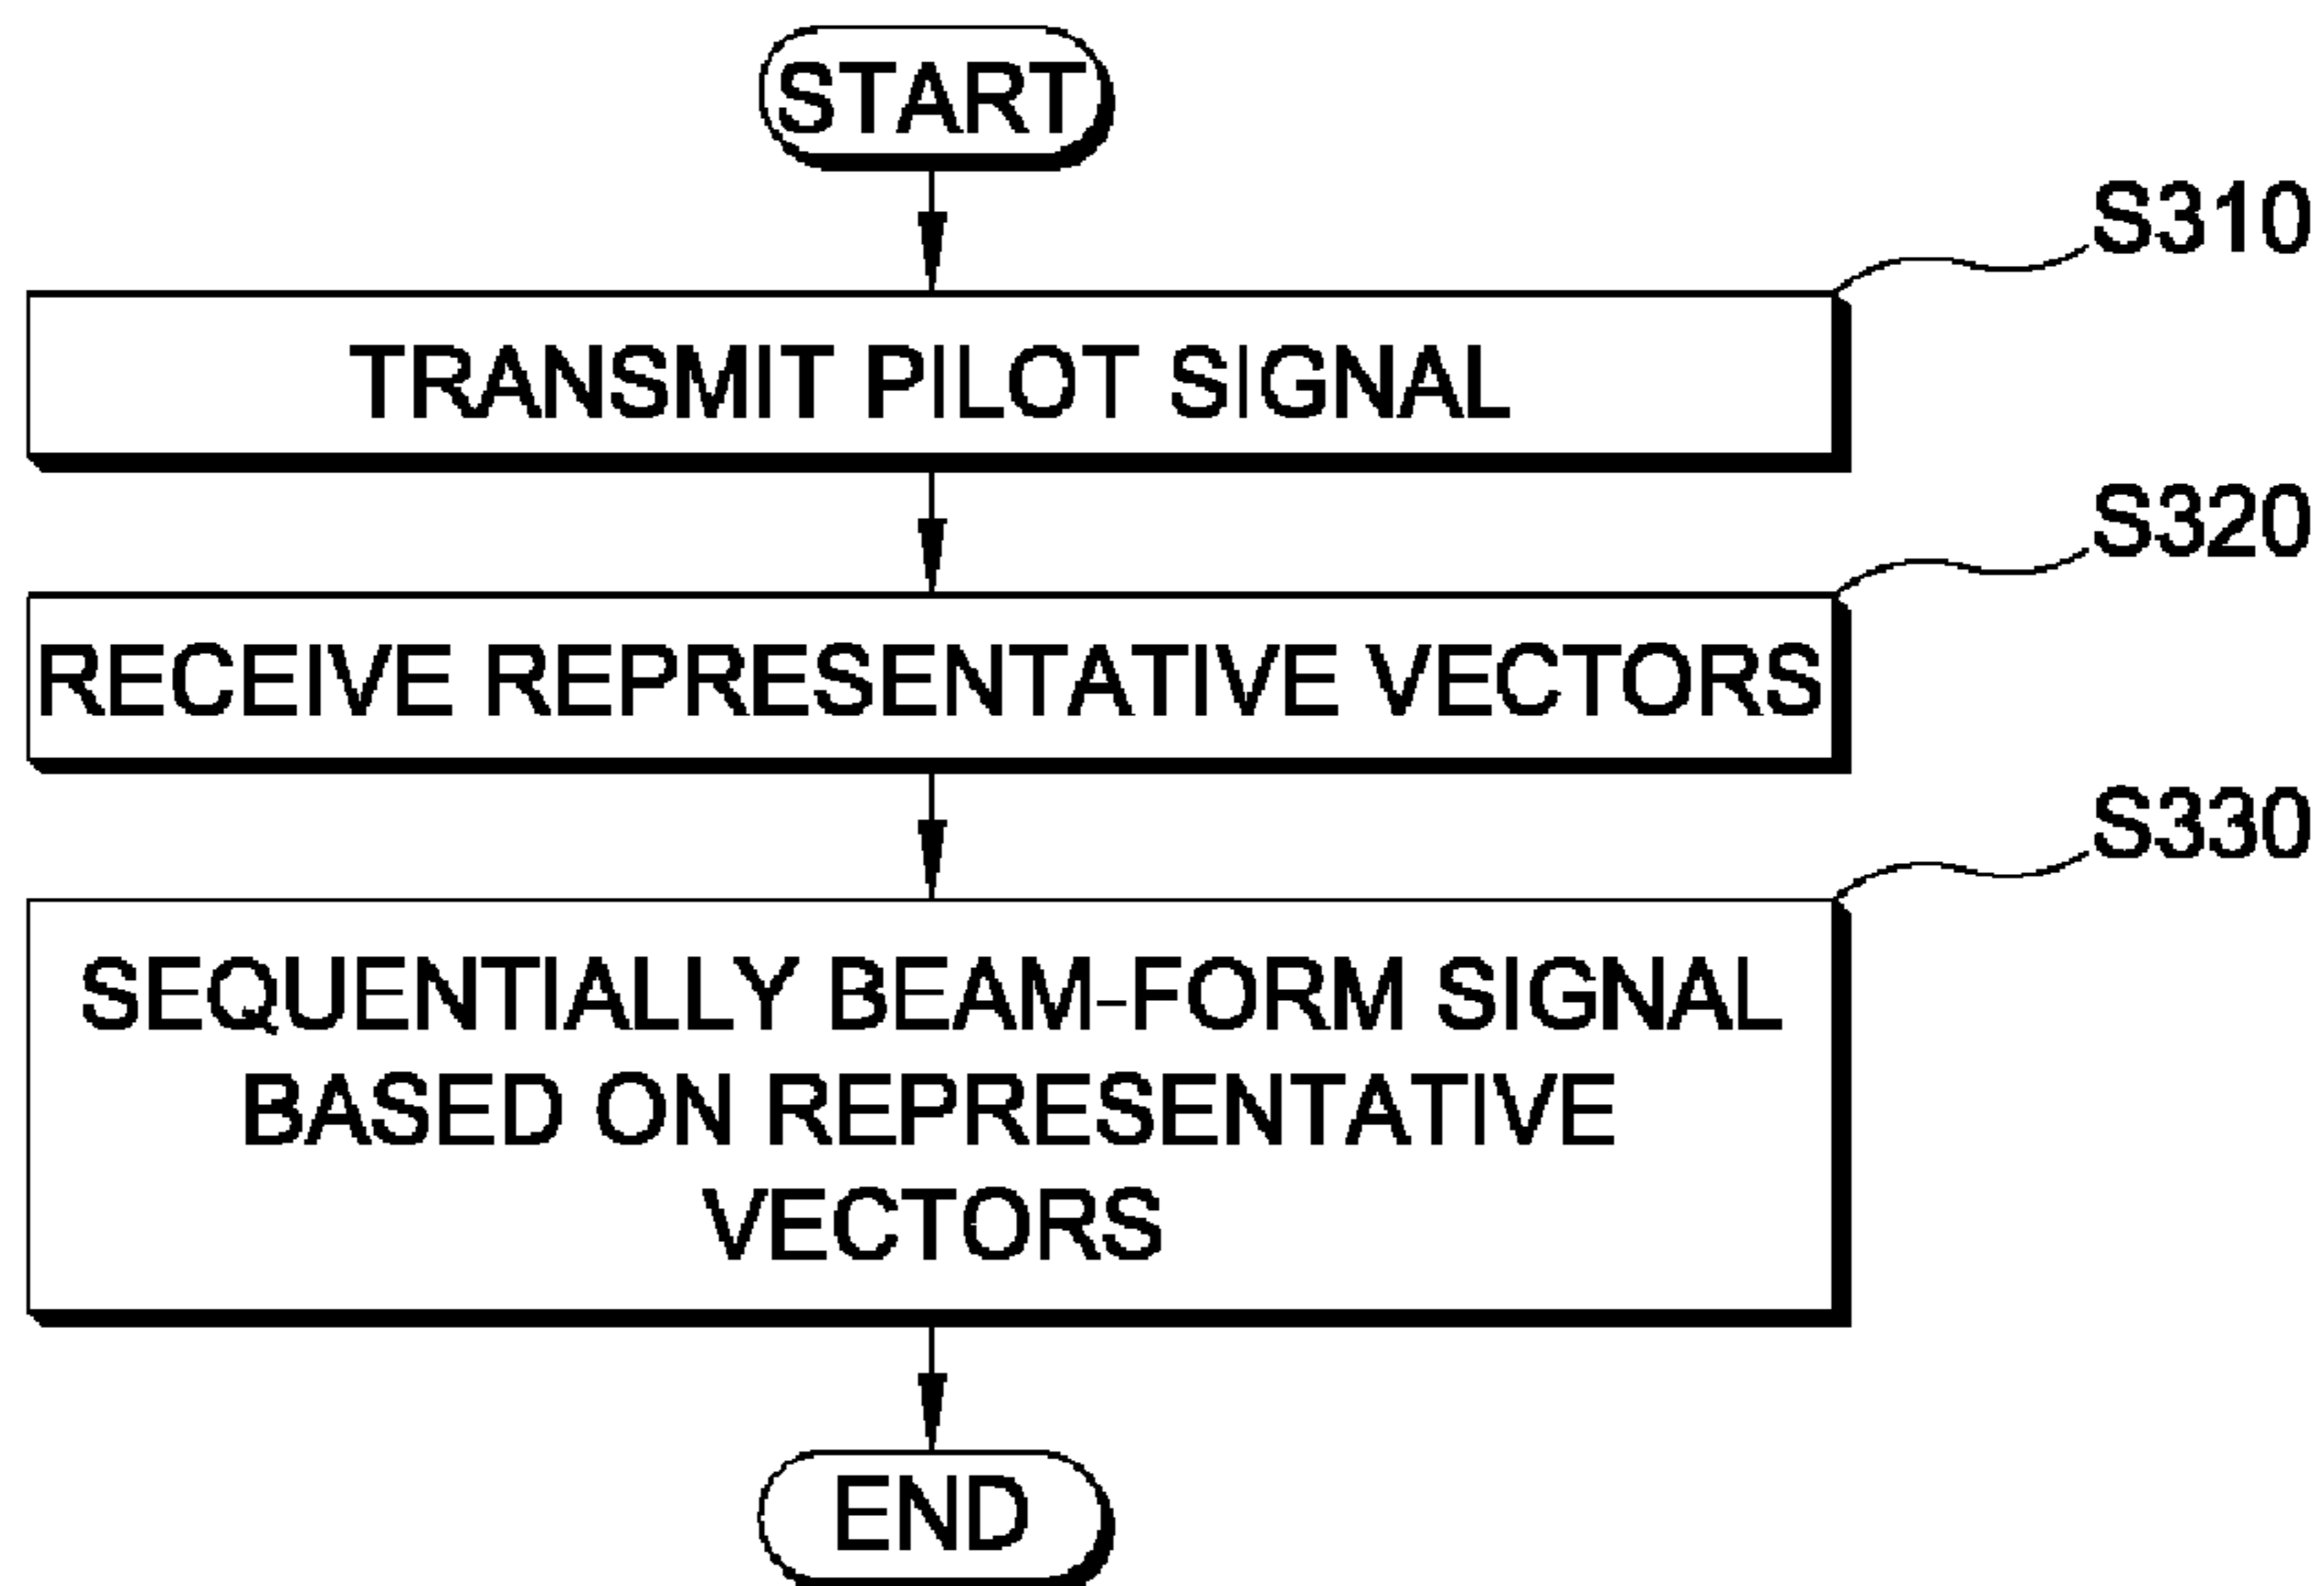 START
S310
TRANSMIT PILOT SIGNAL
S320
RECEIVE REPRESENTATIVE VECTORS
S330
SEQUENTIALLY BEAM-FORM SIGNAL
BASED ON REPRESENTATIVE
VECTORS
END